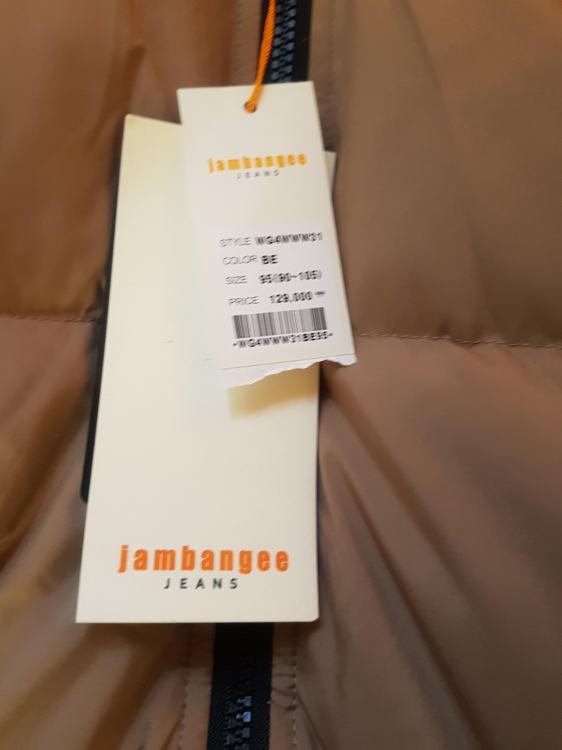 jambangee
JEANS
STYLE WG4WWW31
COLOR BE
SIZE 95(90~105)
PRICE 129,000
*WG4WWW31BE95*
jambangee
JEANS